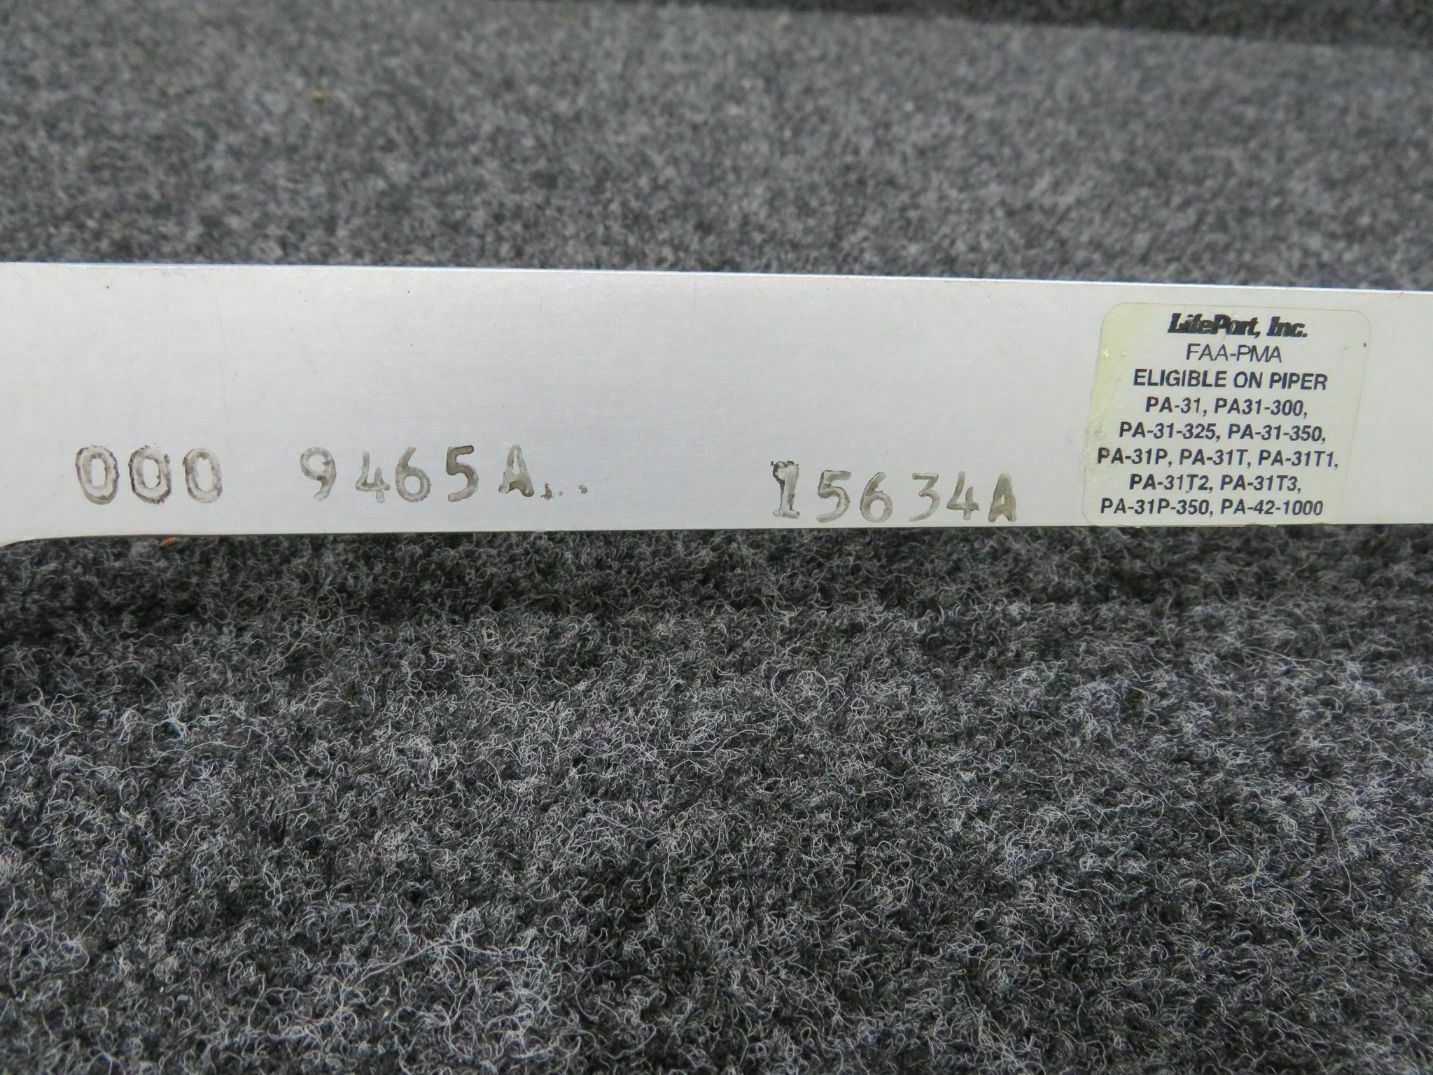 000 9465A... 15634A
LifePort, Inc.
FAA-PMA
ELIGIBLE ON PIPER
PA-31, PA31-300,
PA-31-325, PA-31-350,
PA-31P, PA-31T, PA-31T1,
PA-31T2, PA-31T3,
PA-31P-350, PA-42-1000